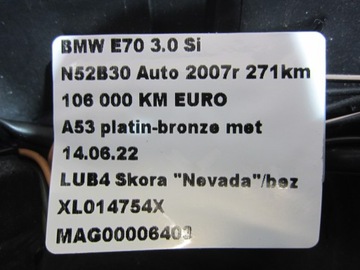 BMW E70 3.0 Si
N52B30 Auto 2007r 271km
106 000 KM EURO
A53 platin-bronze met
14.06.22
LUB4 Skora "Nevada"/bez
XL014754X
MAG00006403